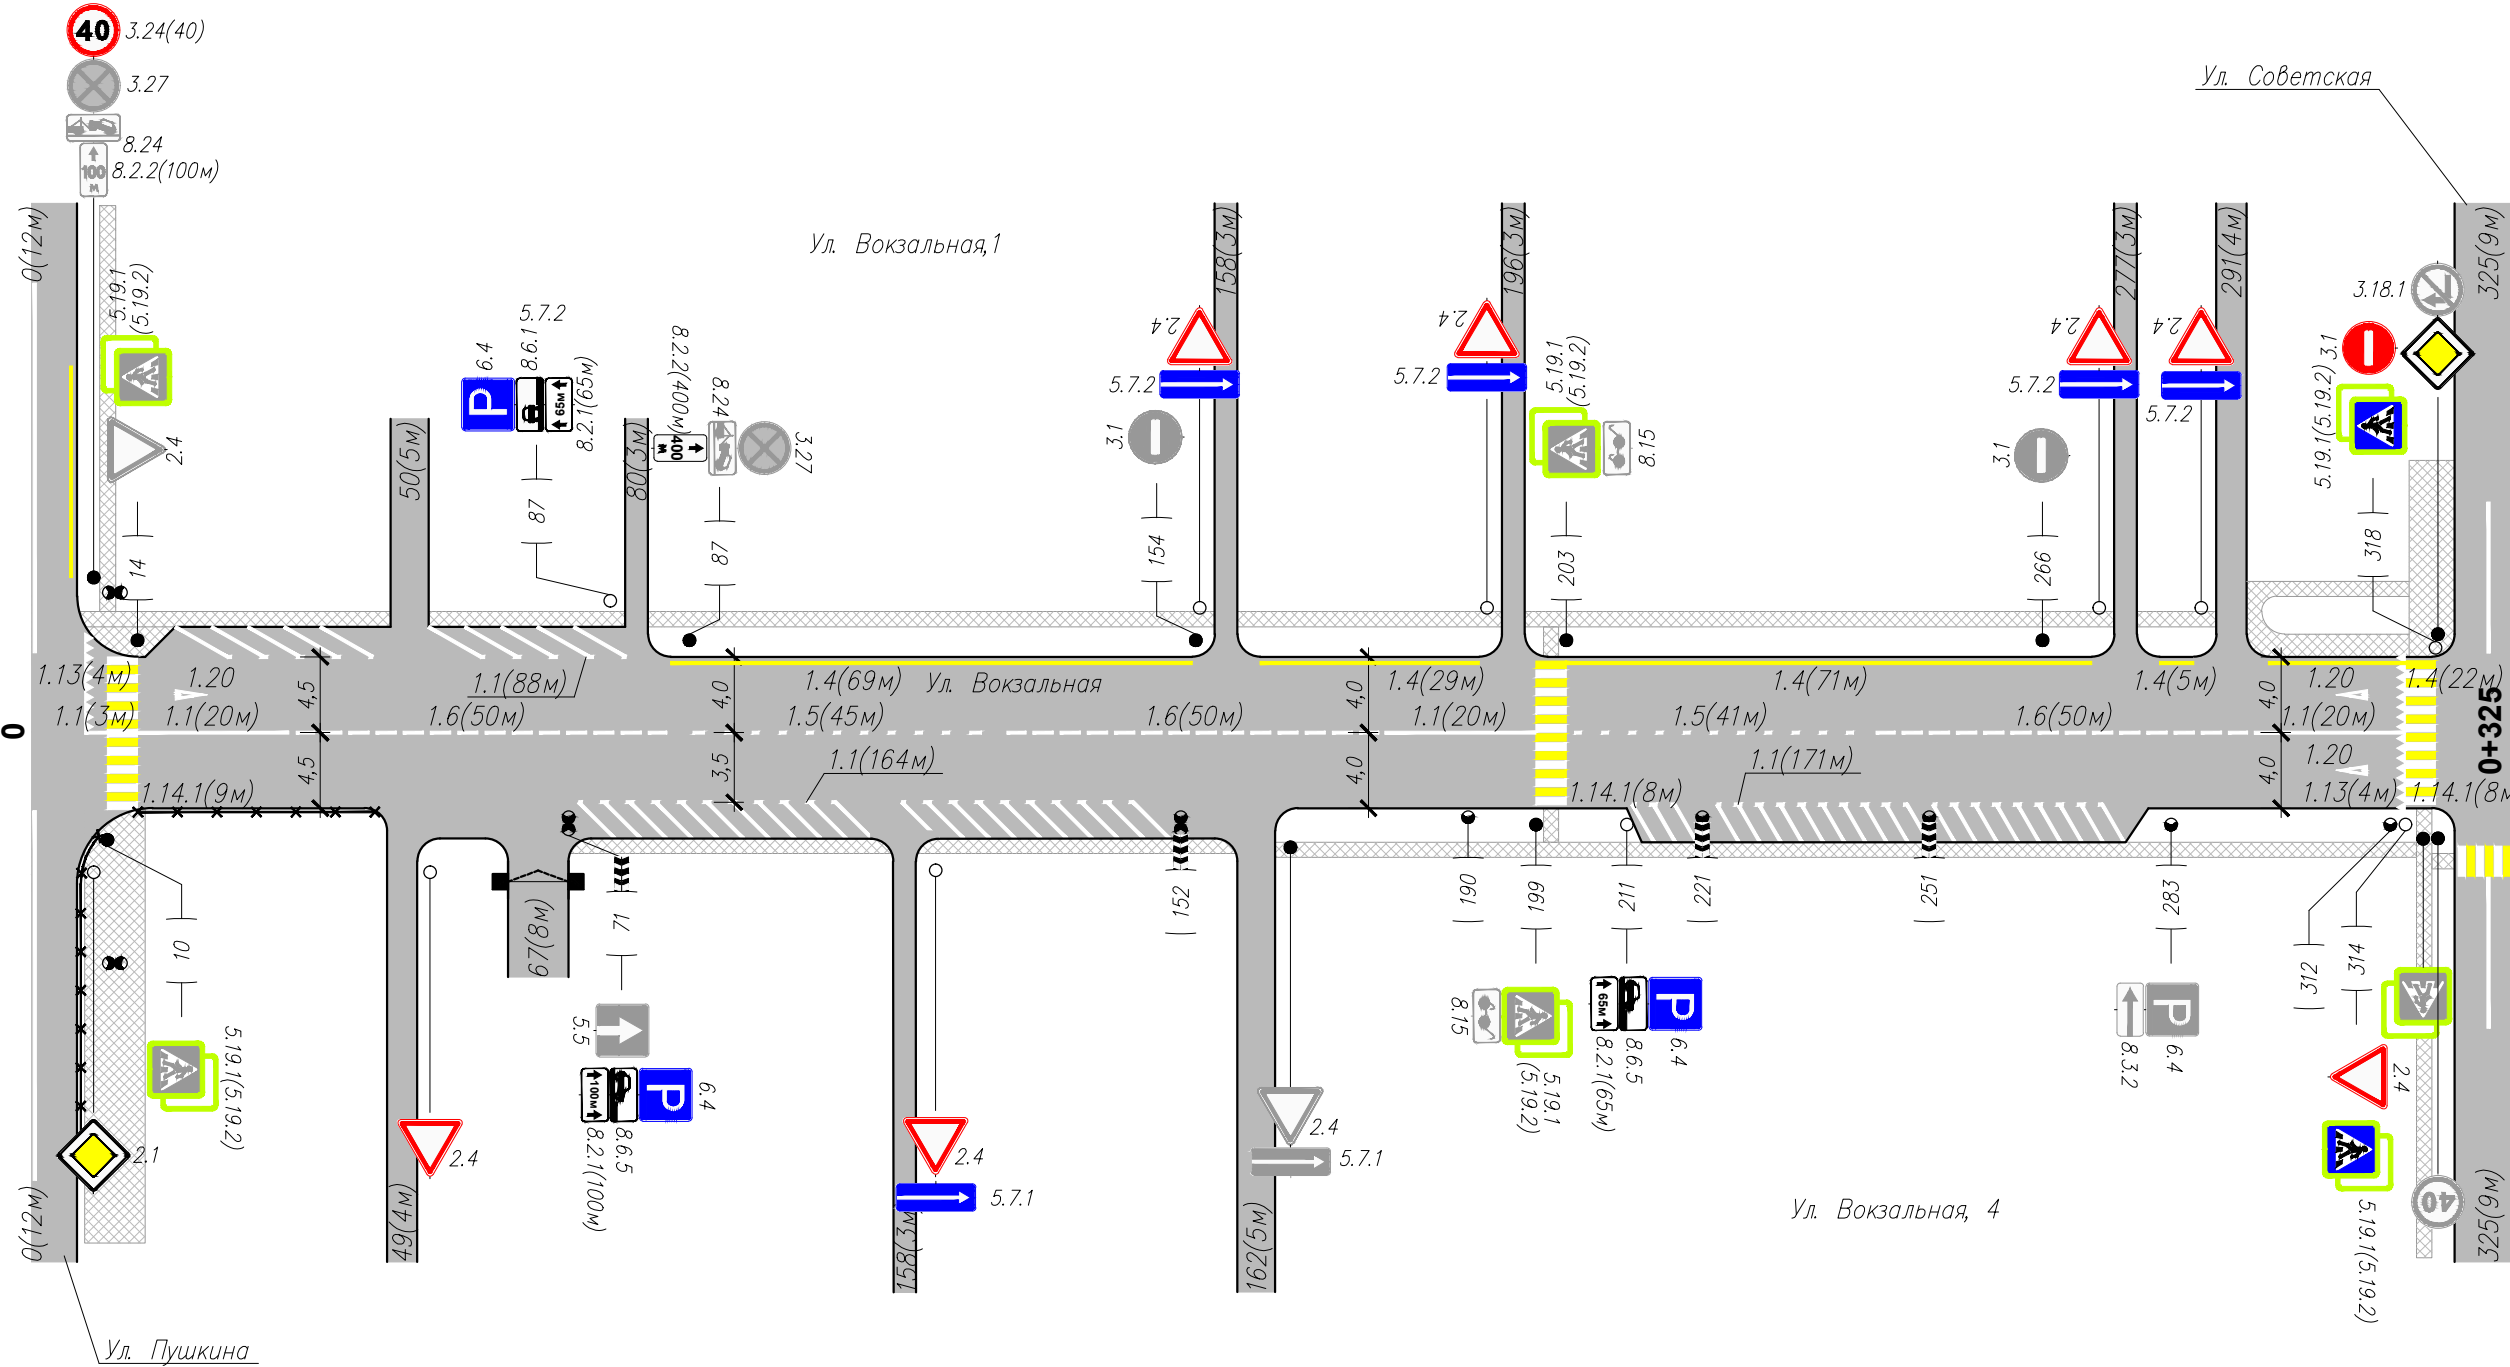 40 3.24(40)
3.27
8.24
100 м 8.2.2(100м)
Ул. Советская
0(12м)
5.19.1
(5.19.2)
2.4
14
50(5м)
6.4
8.6.1
5.7.2
P
65м
8.2.1(65м)
87
80(3м)
8.2.2(400м)
400 м
8.24
3.27
87
Ул. Вокзальная,1
158(3м)
2.4
5.7.2
3.1
154
196(3м)
2.4
5.7.2
5.19.1
(5.19.2)
8.15
203
277(3м)
2.4
5.7.2
3.1
266
291(4м)
2.4
5.7.2
3.18.1
3.1
5.19.1(5.19.2)
318
325(9м)
1.13(4м)
1.20
4,5
1.1(88м)
4,0
1.4(69м)
Ул. Вокзальная
4,0
1.4(29м)
1.4(71м)
1.4(5м)
4,0
1.20
1.4(22м)
0
1.1(3м)
1.1(20м)
1.6(50м)
1.5(45м)
1.6(50м)
1.1(20м)
1.5(41м)
1.6(50м)
1.1(20м)
0+325
4,5
3,5
1.1(164м)
4,0
1.1(171м)
4,0
1.20
1.14.1(9м)
1.14.1(8м)
1.13(4м)
1.14.1(8м
10
5.19.1(5.19.2)
2.1
0(12м)
49(4м)
2.4
67(8м)
71
5.5
P
6.4
100м
8.6.5
8.2.1(100м)
158(3м)
2.4
5.7.1
152
162(5м)
2.4
5.7.1
190
199
8.15
5.19.1
(5.19.2)
211
65м
P
6.4
8.6.5
8.2.1(65м)
221
251
283
P
6.4
8.3.2
312
314
2.4
5.19.1(5.19.2)
40
325(9м)
Ул. Вокзальная, 4
Ул. Пушкина